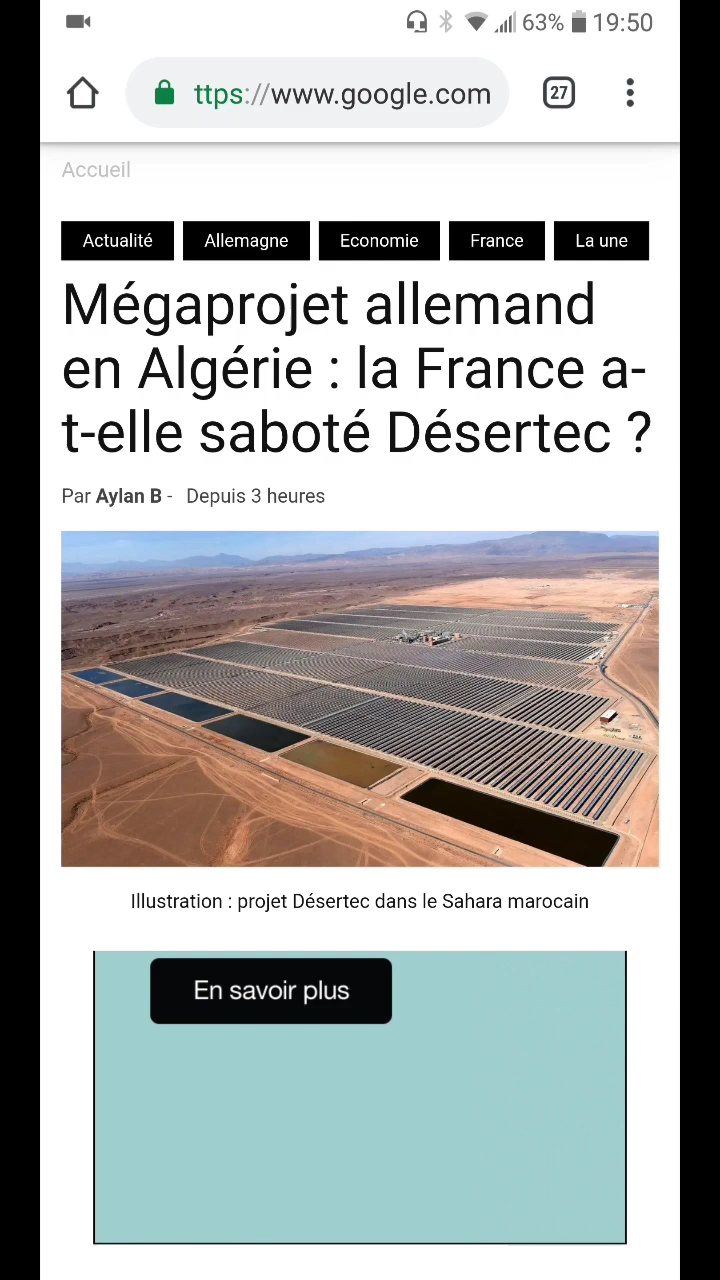 63% 19:50
ttps://www.google.com
27
Accueil
Actualité Allemagne Economie France La une
Mégaprojet allemand
en Algérie : la France a-
t-elle saboté Désertec ?
Par Aylan B - Depuis 3 heures
Illustration : projet Désertec dans le Sahara marocain
En savoir plus